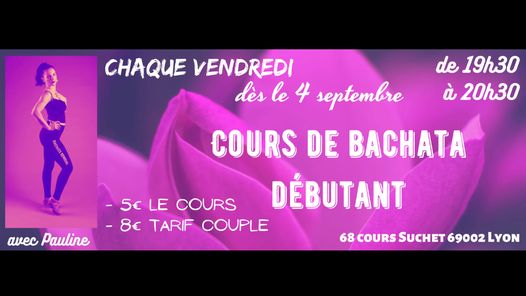 CHAQUE VENDREDI
dès le 4 septembre
de 19h30
à 20h30
COURS DE BACHATA
DÉBUTANT
- 5€ LE COURS
- 8€ TARIF COUPLE
avec Pauline
68 COURS SUCHET 69002 LYON